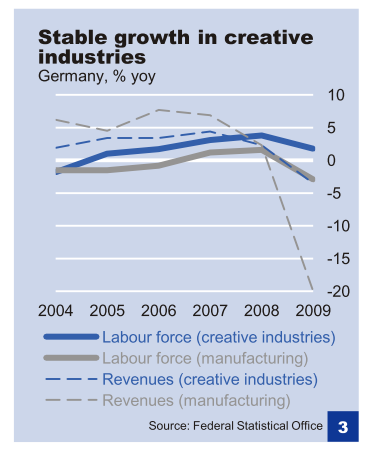 Stable growth in creative
industries
Germany, % yoy
10
5
0
-5
-10
-15
-20
2004 2005 2006 2007 2008 2009
Labour force (creative industries)
Labour force (manufacturing)
Revenues (creative industries)
Revenues (manufacturing)
Source: Federal Statistical Office 3